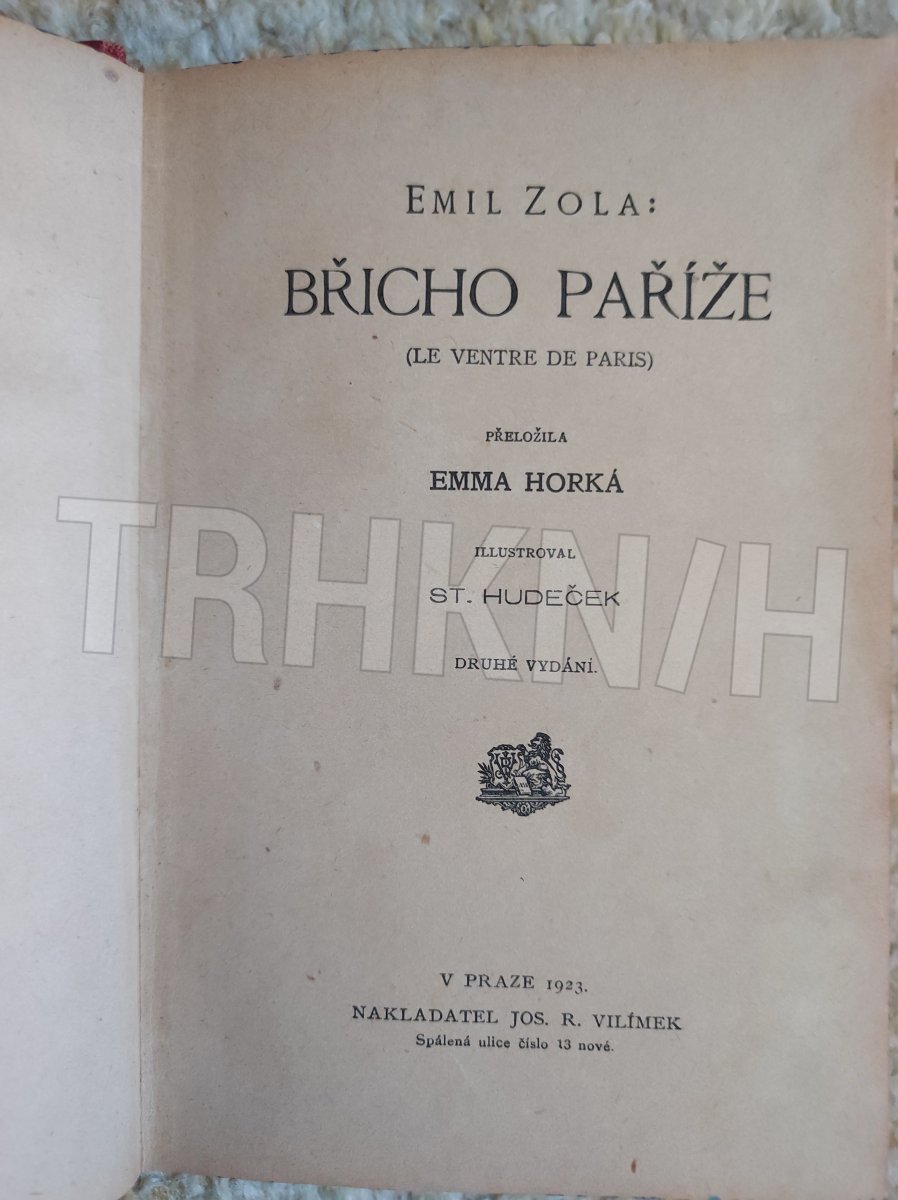 EMIL ZOLA:
BŘICHO PAŘÍŽE
(LE VENTRE DE PARIS)
PŘELOŽILA
EMMA HORKÁ
ILLUSTROVAL
ST. HUDEČEK
DRUHÉ VYDÁNÍ.
V PRAZE 1923.
NAKLADATEL JOS. R. VILÍMEK
Spálená ulice číslo 13 nové.
TRHKN/H